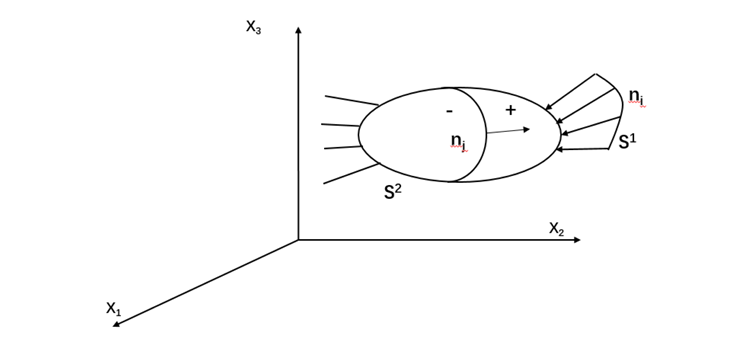 X₃
- +
nᵢ
nⱼ
S¹
S²
X₂
X₁